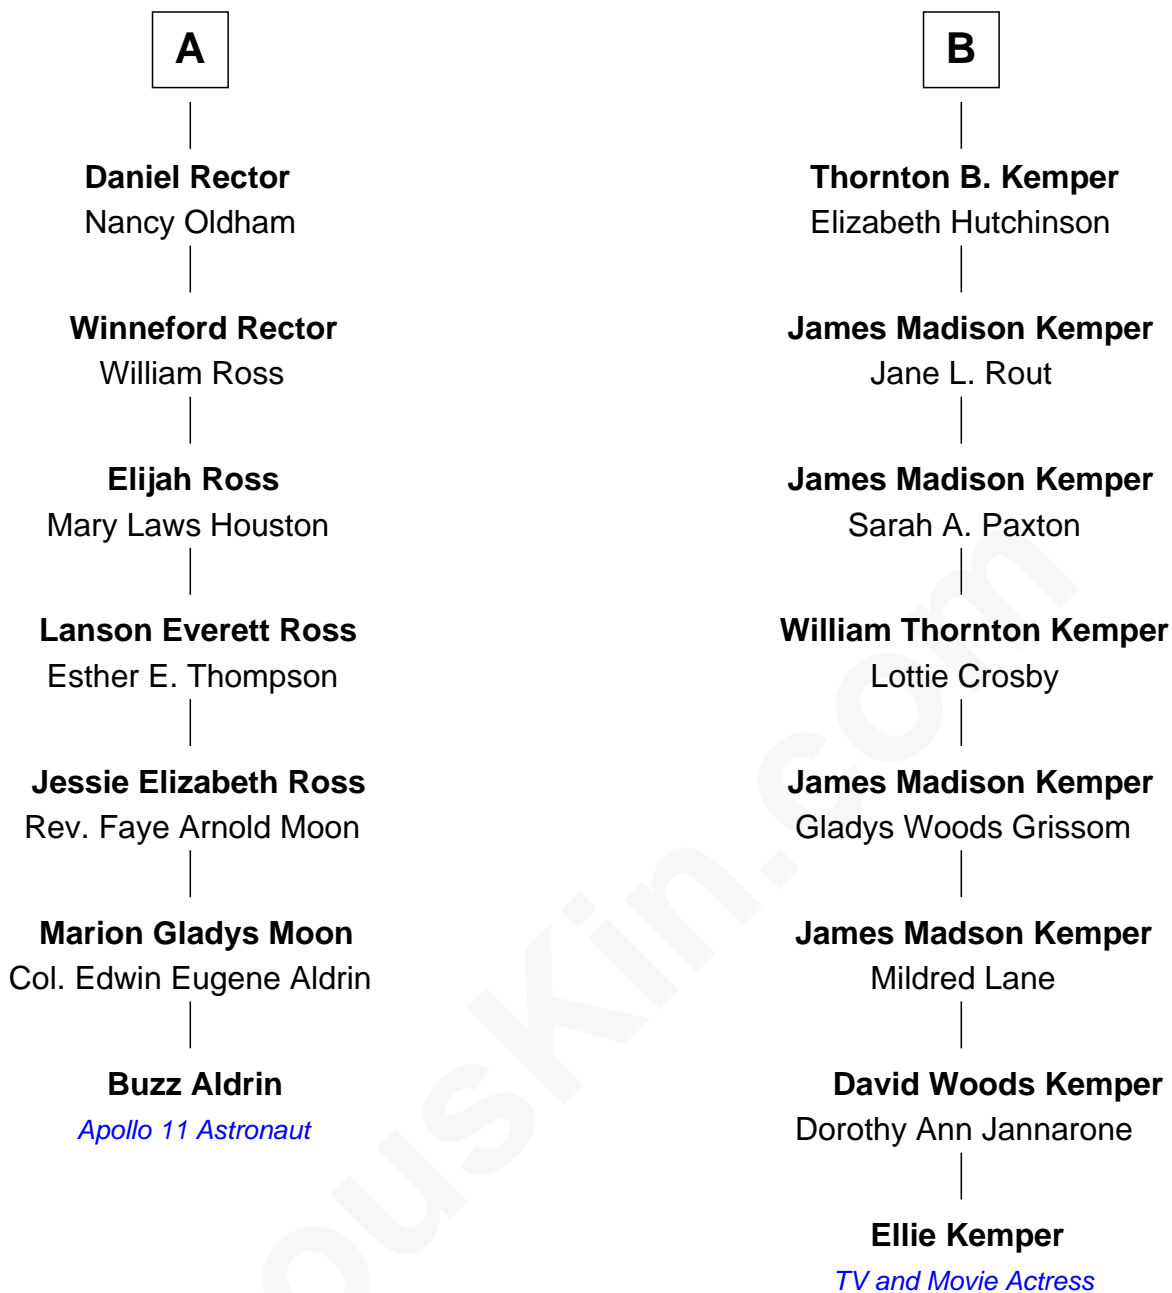 A
Daniel Rector
Nancy Oldham
Winneford Rector
William Ross
Elijah Ross
Mary Laws Houston
Lanson Everett Ross
Esther E. Thompson
Jessie Elizabeth Ross
Rev. Faye Arnold Moon
Marion Gladys Moon
Col. Edwin Eugene Aldrin
Buzz Aldrin
Apollo 11 Astronaut
B
Thornton B. Kemper
Elizabeth Hutchinson
James Madison Kemper
Jane L. Rout
James Madison Kemper
Sarah A. Paxton
William Thornton Kemper
Lottie Crosby
James Madison Kemper
Gladys Woods Grissom
James Madson Kemper
Mildred Lane
David Woods Kemper
Dorothy Ann Jannarone
Ellie Kemper
TV and Movie Actress
ousKin.com